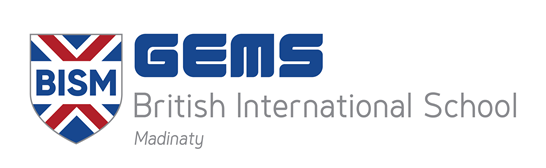 BISM
GEMS
British International School
Madinaty